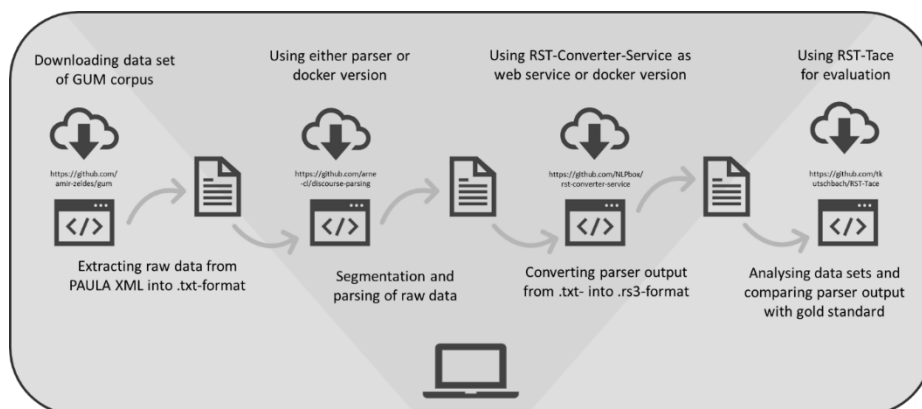 Downloading data set
of GUM corpus
https://github.com/
amir-zeldes/gum
</>
Extracting raw data from
PAULA XML into .txt-format
Using either parser or
docker version
https://github.com/arne
-cl/discourse-parsing
</>
Segmentation and
parsing of raw data
Using RST-Converter-Service as
web service or docker version
https://github.com/NLPbox/
rst-converter-service
</>
Converting parser output
from .txt- into .rs3-format
Using RST-Tace
for evaluation
https://github.com/tk
utschbach/RST-Tace
</>
Analysing data sets and
comparing parser output
with gold standard